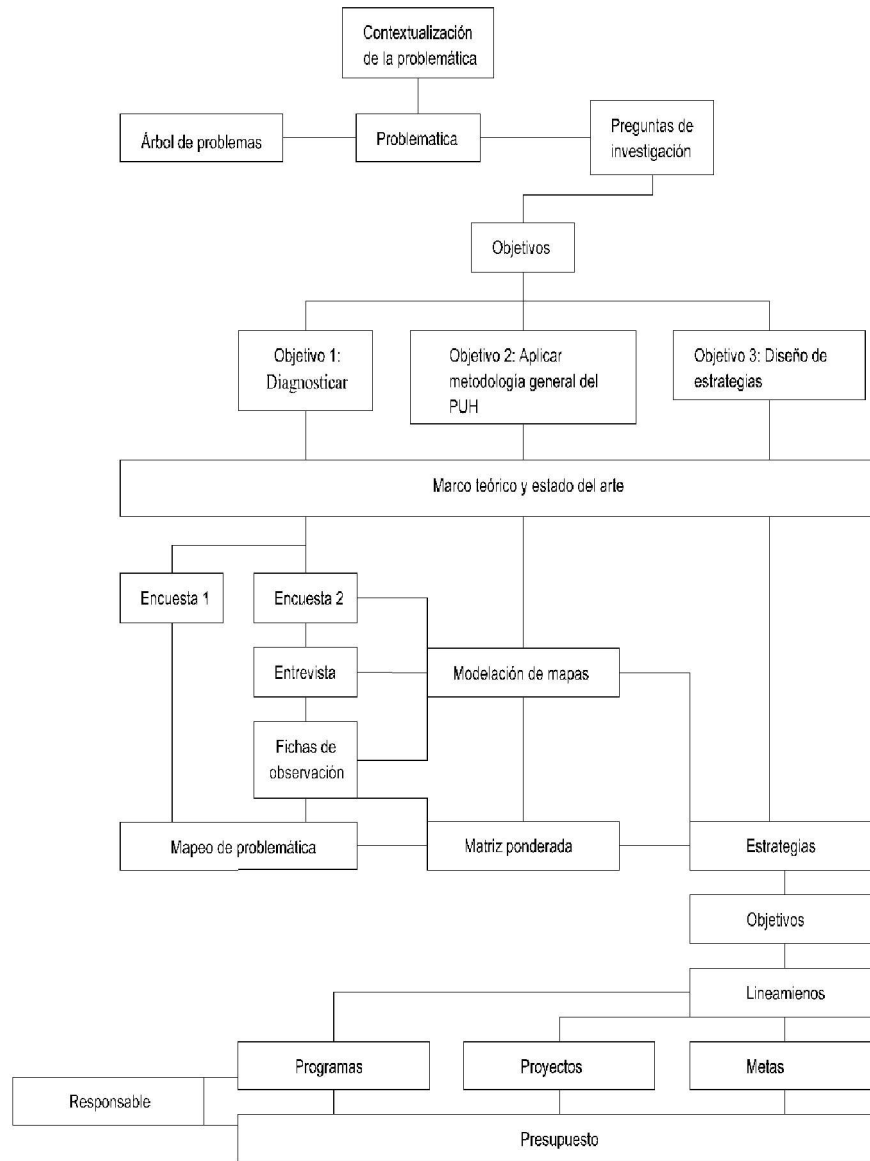 Contextualización
de la problemática
Árbol de problemas
Problematica
Preguntas de
investigación
Objetivos
Objetivo 1:
Diagnosticar
Objetivo 2: Aplicar
metodología general del
PUH
Objetivo 3: Diseño de
estrategias
Marco teórico y estado del arte
Encuesta 1
Encuesta 2
Entrevista
Modelación de mapas
Fichas de
observación
Mapeo de problemática
Matriz ponderada
Estrategias
Objetivos
Lineamienos
Programas
Proyectos
Metas
Responsable
Presupuesto